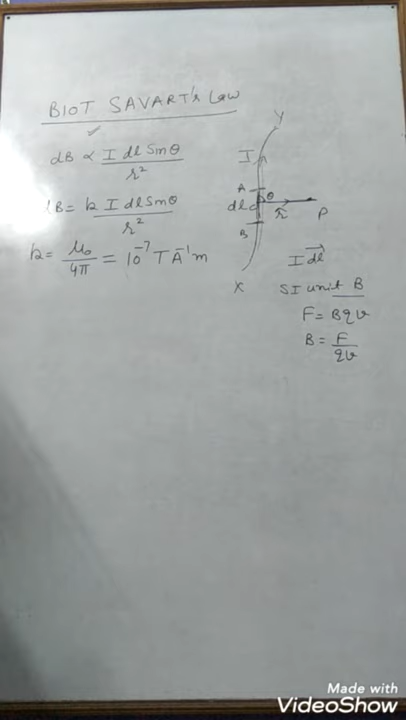 BIOT SAVART's Law
dB ∝ I dl Sinθ / r²
dB = k I dl Sinθ / r²
k = μ₀ / 4π = 10⁻⁷ T A⁻¹ m
Y
I
A
θ
dl
r
P
B
X
I dl
SI unit B
F = Bqv
B = F / qv
Made with
VideoShow